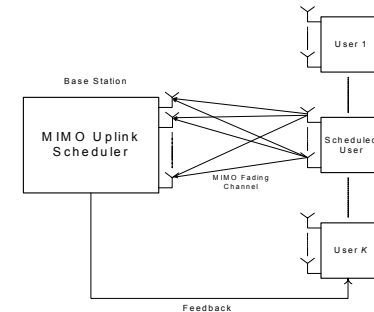 User 1
Base Station
MIMO Uplink
Scheduler
Scheduled
User
MIMO Fading
Channel
User K
Feedback